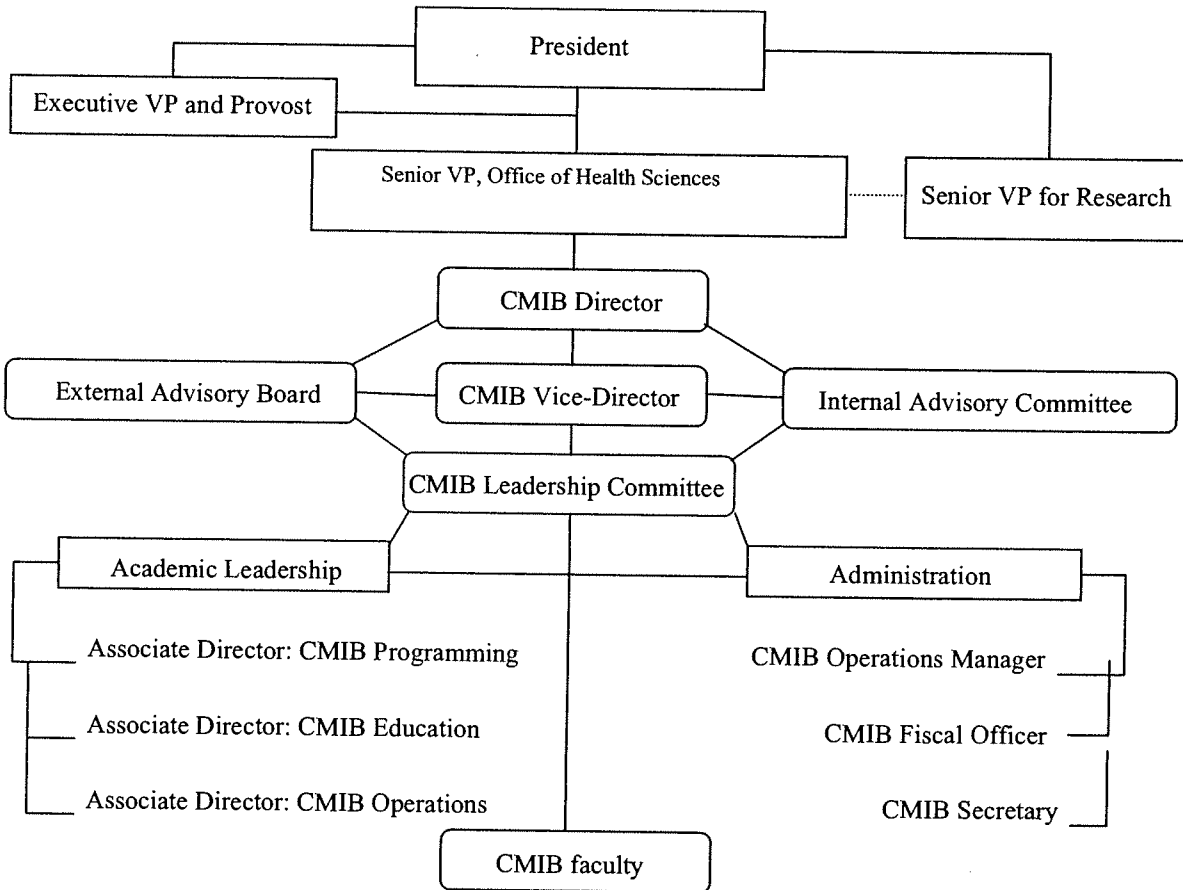 President
Executive VP and Provost
Senior VP, Office of Health Sciences
Senior VP for Research
CMIB Director
External Advisory Board
CMIB Vice-Director
Internal Advisory Committee
CMIB Leadership Committee
Academic Leadership
Administration
Associate Director: CMIB Programming
CMIB Operations Manager
Associate Director: CMIB Education
CMIB Fiscal Officer
Associate Director: CMIB Operations
CMIB Secretary
CMIB faculty